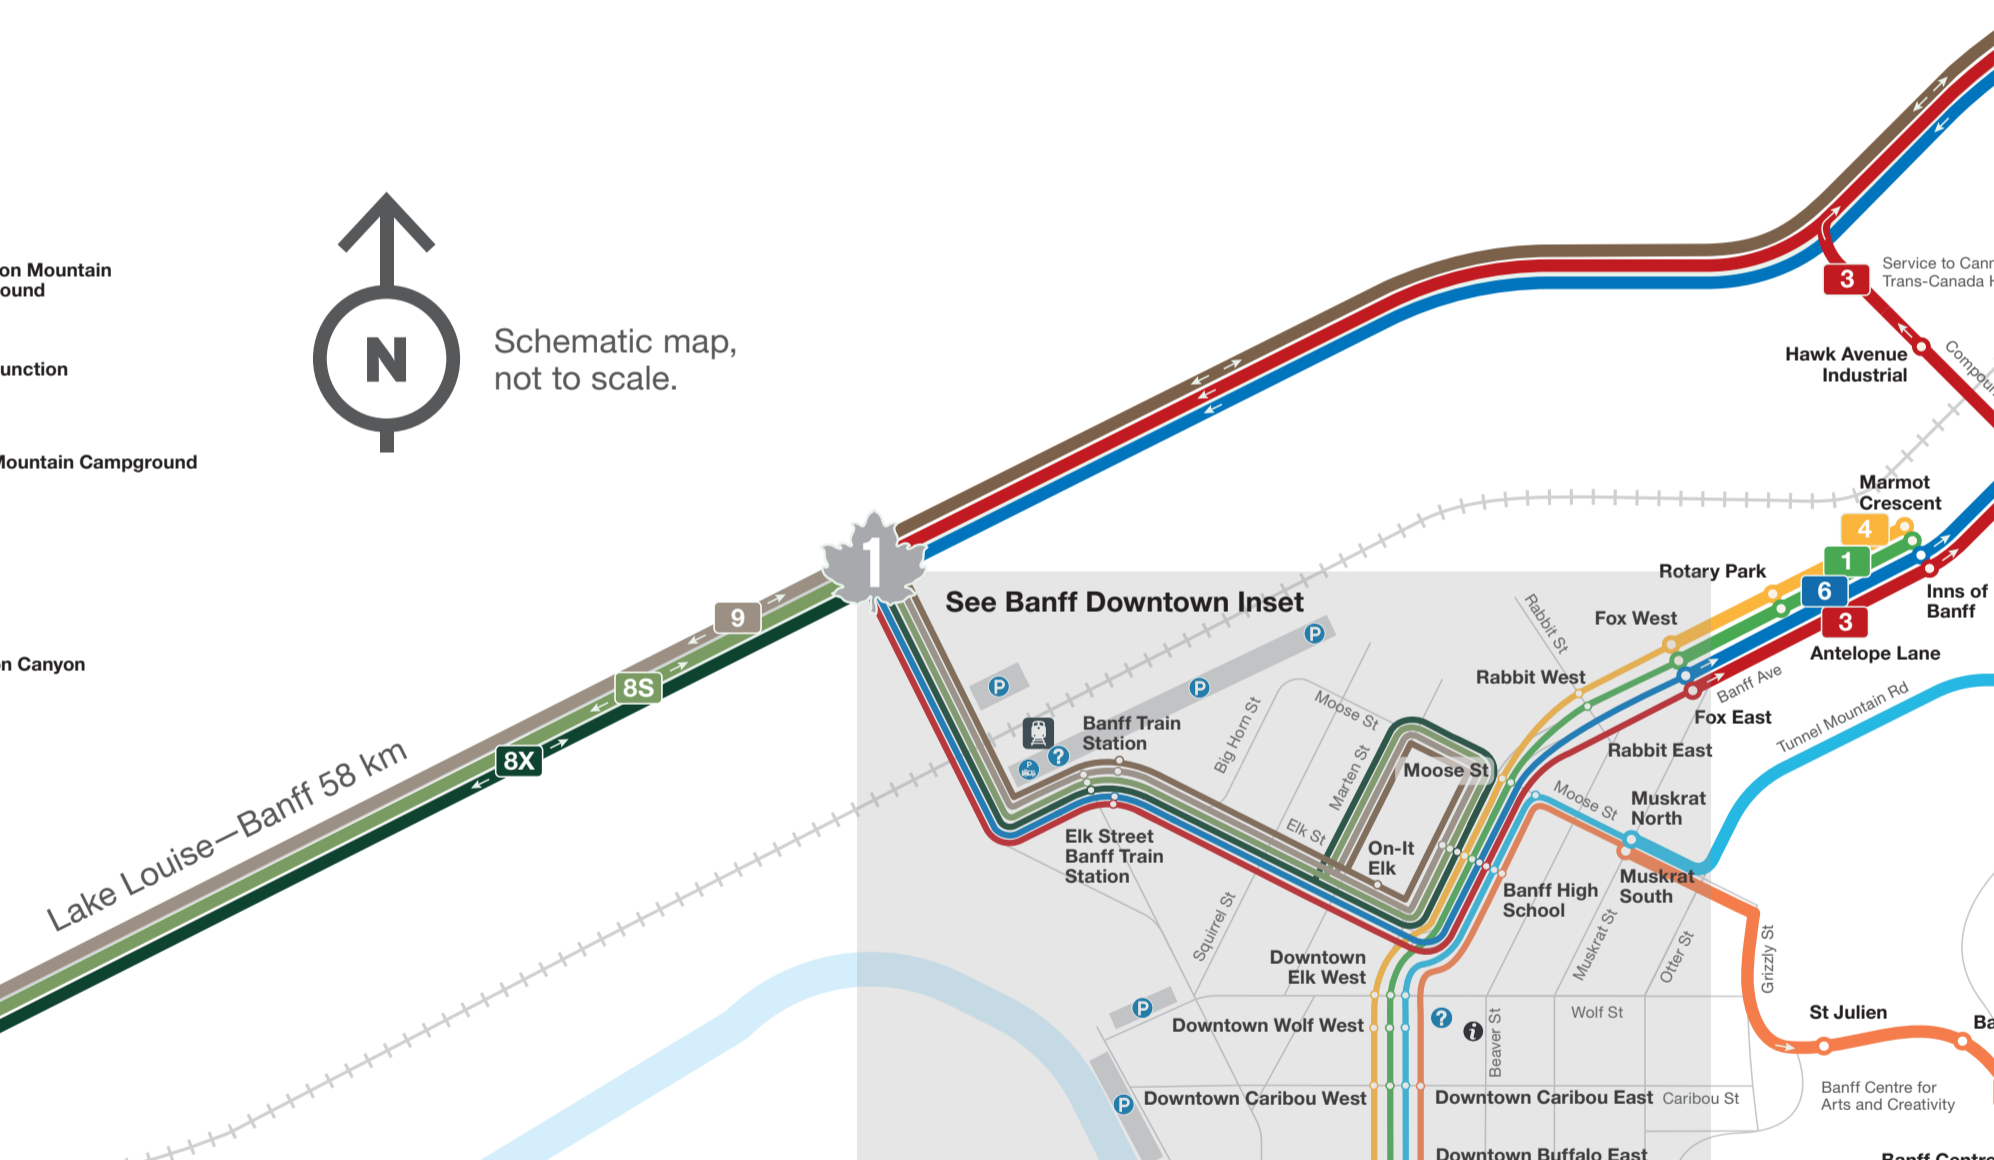 on Mountain
ound
unction
Mountain Campground
n Canyon
N
Schematic map,
not to scale.
Lake Louise–Banff 58 km
9
8S
8X
1
3
Service to Can
Trans-Canada H
Hawk Avenue
Industrial
Compoun
Marmot
Crescent
4
1
6
3
Rotary Park
Inns of
Banff
Fox West
Antelope Lane
Rabbit St
Rabbit West
Banff Ave
Fox East
Tunnel Mountain Rd
Rabbit East
See Banff Downtown Inset
P
P
P
Banff Train
Station
P
?
Big Horn St
Moose St
Marten St
Moose St
Elk St
On-It
Elk
Elk Street
Banff Train
Station
Moose St
Muskrat
North
Muskrat
South
Banff High
School
Squirrel St
Muskrat St
Otter St
Grizzly St
Downtown
Elk West
P
Downtown Wolf West
?
i
Beaver St
Wolf St
St Julien
Ba
P
Downtown Caribou West
Downtown Caribou East
Caribou St
Banff Centre for
Arts and Creativity
Downtown Buffalo East
Banff Centre